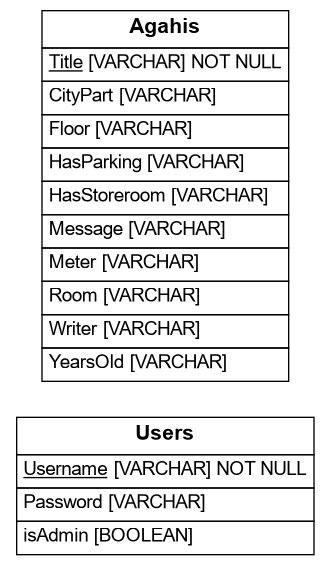 Agahis
Title [VARCHAR] NOT NULL
CityPart [VARCHAR]
Floor [VARCHAR]
HasParking [VARCHAR]
HasStoreroom [VARCHAR]
Message [VARCHAR]
Meter [VARCHAR]
Room [VARCHAR]
Writer [VARCHAR]
YearsOld [VARCHAR]
Users
Username [VARCHAR] NOT NULL
Password [VARCHAR]
isAdmin [BOOLEAN]